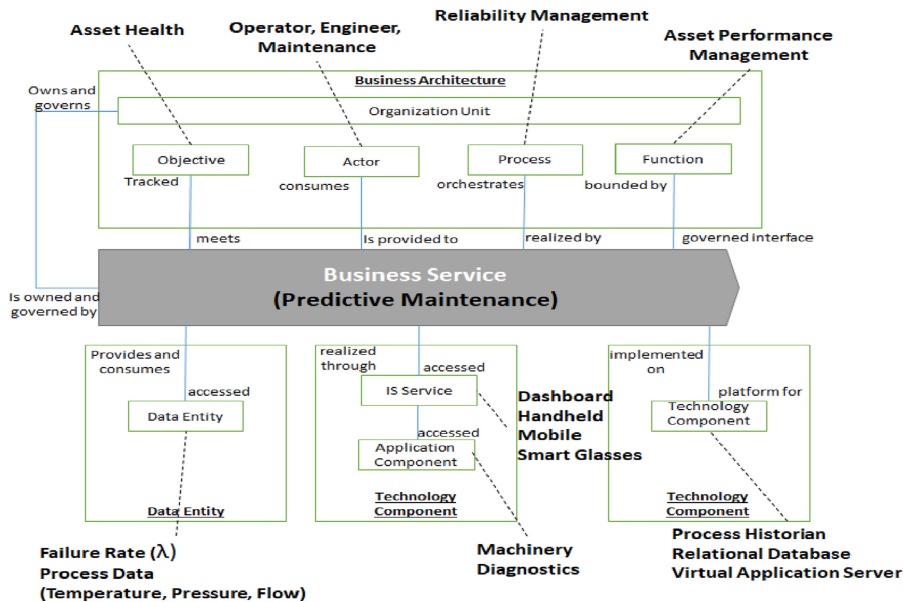 Reliability Management
Asset Health
Operator, Engineer,
Maintenance
Asset Performance
Management
Business Architecture
Owns and
governs
Organization Unit
Objective
Actor
Process
Function
Tracked
consumes
orchestrates
bounded by
meets
Is provided to
realized by
governed interface
Business Service
(Predictive Maintenance)
Is owned and
governed by
Provides and
consumes
accessed
Data Entity
Data Entity
realized
through
accessed
IS Service
accessed
Application
Component
Technology
Component
Dashboard
Handheld
Mobile
Smart Glasses
implemented
on
platform for
Technology
Component
Technology
Component
Failure Rate (λ)
Process Data
(Temperature, Pressure, Flow)
Machinery
Diagnostics
Process Historian
Relational Database
Virtual Application Server